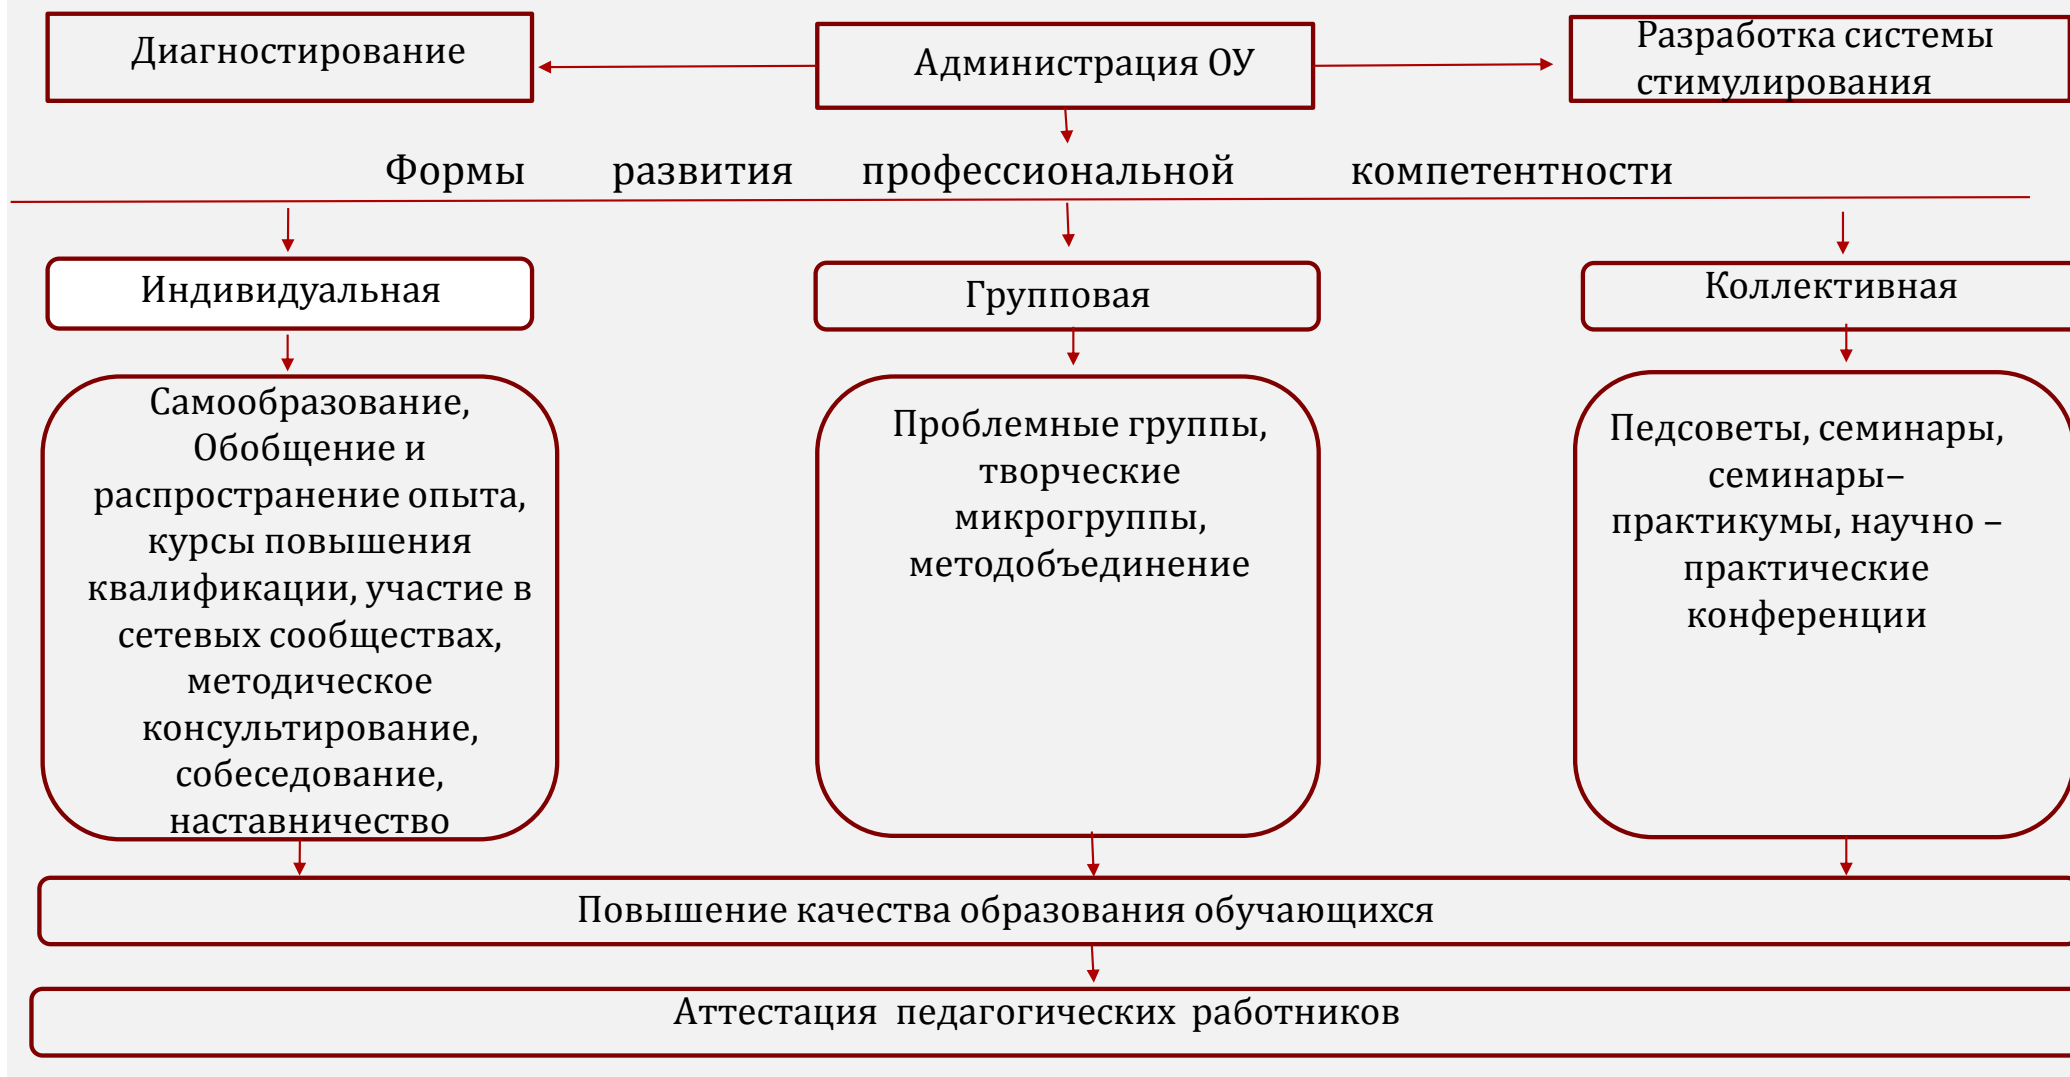 Диагностирование
Администрация ОУ
Разработка системы
стимулирования
Формы развития профессиональной компетентности
Индивидуальная
Групповая
Коллективная
Самообразование,
Обобщение и
распространение опыта,
курсы повышения
квалификации, участие в
сетевых сообществах,
методическое
консультирование,
собеседование,
наставничество
Проблемные группы,
творческие
микрогруппы,
методобъединение
Педсоветы, семинары,
семинары–
практикумы, научно –
практические
конференции
Повышение качества образования обучающихся
Аттестация педагогических работников